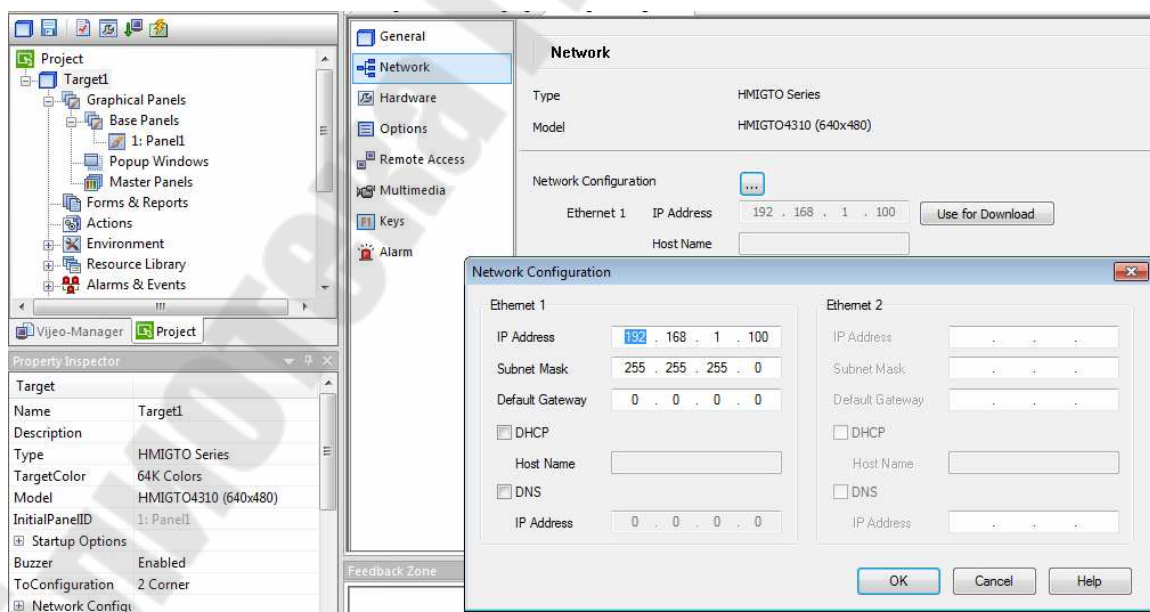 Project
Target1
Graphical Panels
Base Panels
1: Panel1
Popup Windows
Master Panels
Forms & Reports
Actions
Environment
Resource Library
Alarms & Events
Vijeo-Manager Project
Property Inspector
Target
Name Target1
Description
Type HMIGTO Series
TargetColor 64K Colors
Model HMIGTO4310 (640x480)
InitialPanelID 1: Panel1
Startup Options
Buzzer Enabled
ToConfiguration 2 Corner
Network Configu
General
Network
Hardware
Options
Remote Access
Multimedia
F1 Keys
Alarm
Feedback Zone
Network
Type HMIGTO Series
Model HMIGTO4310 (640x480)
Network Configuration ...
Ethernet 1 IP Address 192 . 168 . 1 . 100 Use for Download
Host Name
Network Configuration
Ethernet 1
IP Address 192 . 168 . 1 . 100
Subnet Mask 255 . 255 . 255 . 0
Default Gateway 0 . 0 . 0 . 0
DHCP
Host Name
DNS
IP Address 0 . 0 . 0 . 0
Ethernet 2
IP Address . . .
Subnet Mask . . .
Default Gateway . . .
DHCP
Host Name
DNS
IP Address . . .
OK Cancel Help